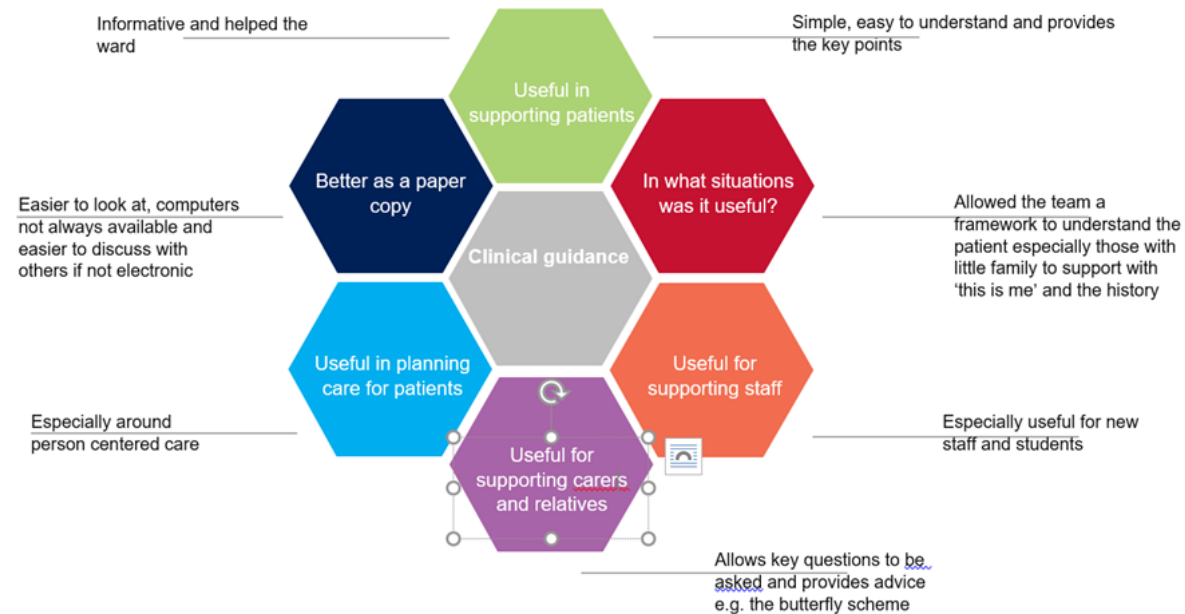 Informative and helped the
ward
Simple, easy to understand and provides
the key points
Useful in
supporting patients
Better as a paper
copy
In what situations
was it useful?
Easier to look at, computers
not always available and
easier to discuss with
others if not electronic
Clinical guidance
Allowed the team a
framework to understand the
patient especially those with
little family to support with
‘this is me’ and the history
Useful in planning
care for patients
Useful for
supporting staff
Especially around
person centered care
Useful for
supporting carers
and relatives
Especially useful for new
staff and students
Allows key questions to be
asked and provides advice
e.g. the butterfly scheme